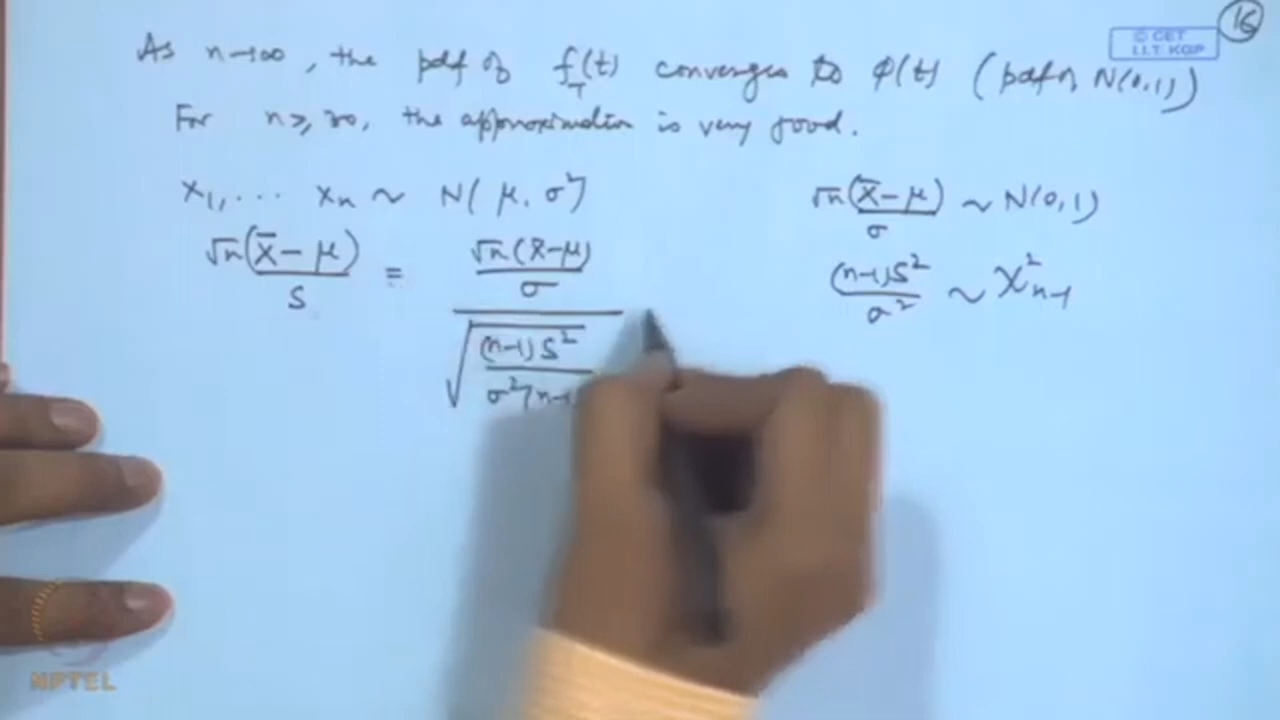 16
© CET
I.I.T. KGP
As n→∞, the pdf of f_T(t) converges to φ(t) (pdf of N(0,1))
For n ≥ 30, the approximation is very good.
X₁, ... Xₙ ~ N(μ, σ²)
√n(X̄-μ)/σ ~ N(0,1)
√n(X̄-μ)/S = (√n(X̄-μ)/σ) / √((n-1)S²/σ²(n-1
(n-1)S²/σ² ~ χ²ₙ₋₁
NPTEL